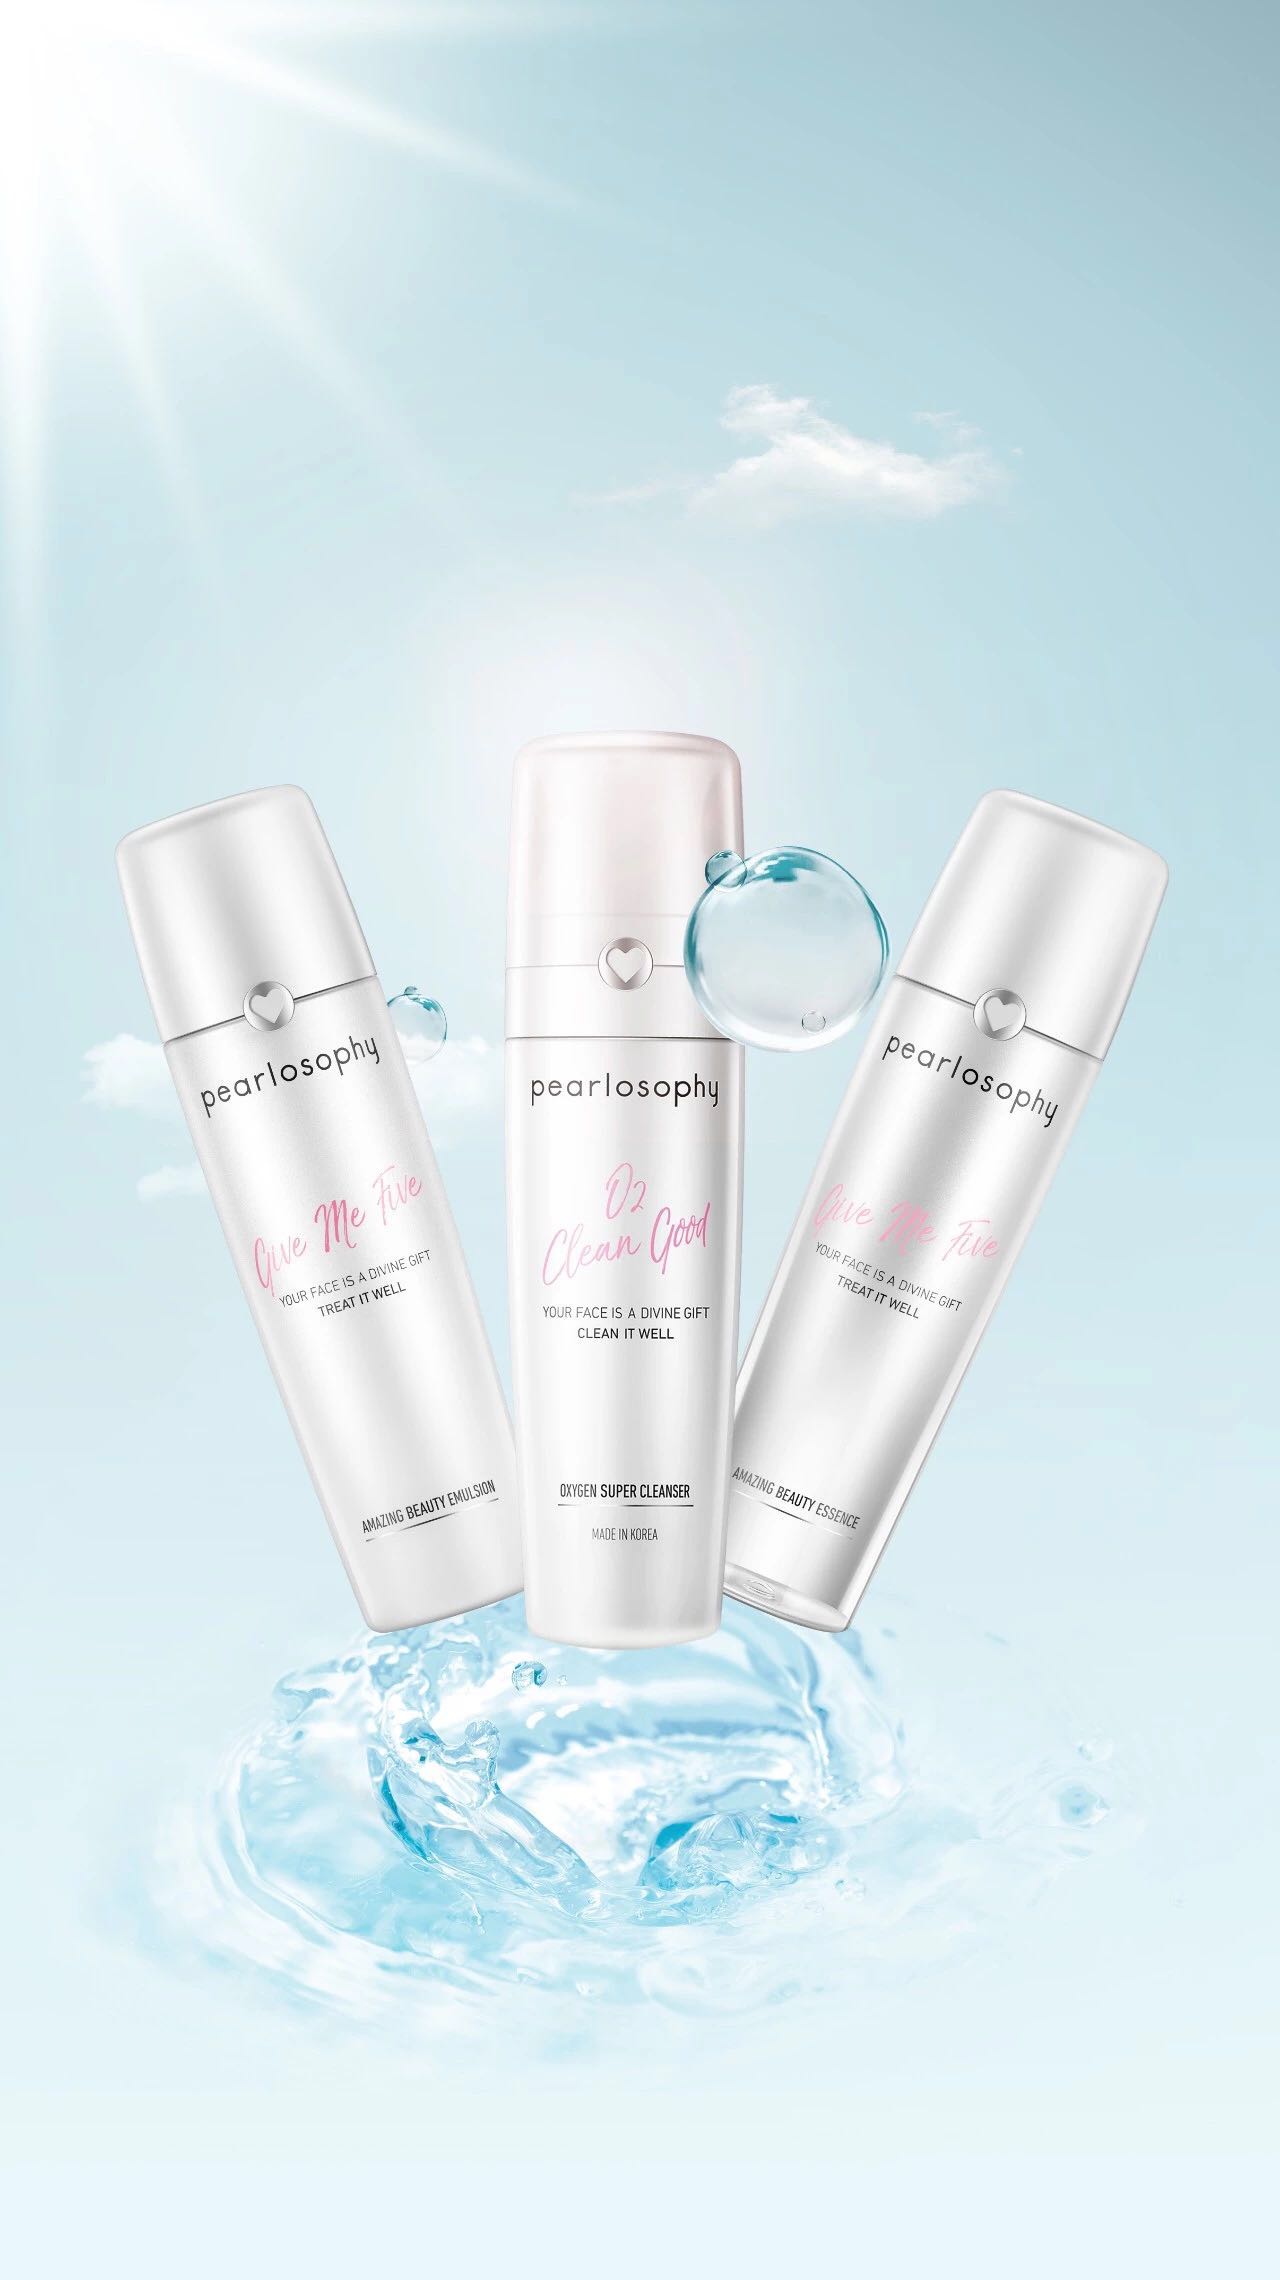 pearlosophy
Give Me Five
YOUR FACE IS A DIVINE GIFT
TREAT IT WELL
AMAZING BEAUTY EMULSION
pearlosophy
O2
Clean Good
YOUR FACE IS A DIVINE GIFT
CLEAN IT WELL
OXYGEN SUPER CLEANSER
MADE IN KOREA
pearlosophy
Give Me Five
YOUR FACE IS A DIVINE GIFT
TREAT IT WELL
AMAZING BEAUTY ESSENCE